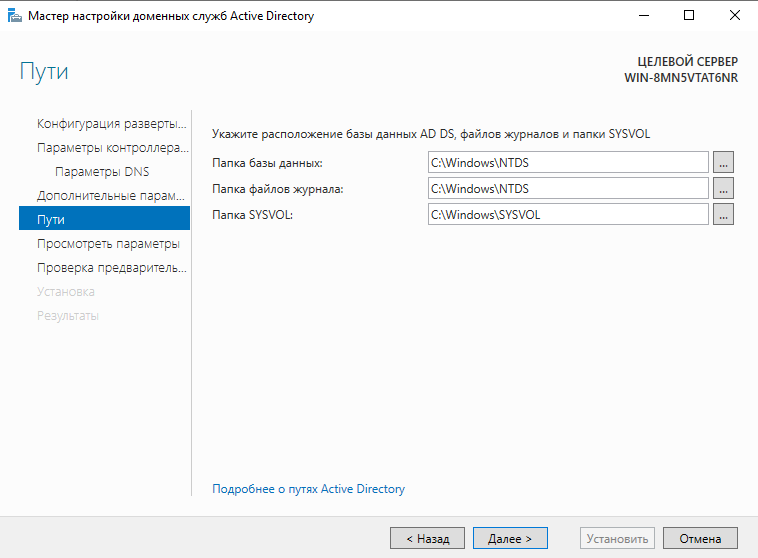 Мастер настройки доменных служб Active Directory
Пути
ЦЕЛЕВОЙ СЕРВЕР
WIN-8MN5VTAT6NR
Конфигурация разверты...
Параметры контроллера...
Параметры DNS
Дополнительные парам...
Пути
Просмотреть параметры
Проверка предваритель...
Установка
Результаты
Укажите расположение базы данных AD DS, файлов журналов и папки SYSVOL
Папка базы данных: C:\Windows\NTDS ...
Папка файлов журнала: C:\Windows\NTDS ...
Папка SYSVOL: C:\Windows\SYSVOL ...
Подробнее о путях Active Directory
< Назад Далее > Установить Отмена